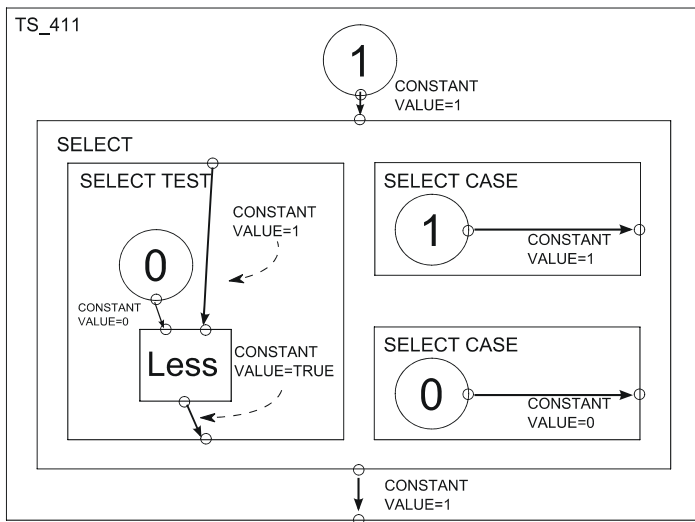 TS_411
1
CONSTANT
VALUE=1
SELECT
SELECT TEST
CONSTANT
VALUE=1
0
CONSTANT
VALUE=0
Less
CONSTANT
VALUE=TRUE
SELECT CASE
1
CONSTANT
VALUE=1
SELECT CASE
0
CONSTANT
VALUE=0
CONSTANT
VALUE=1